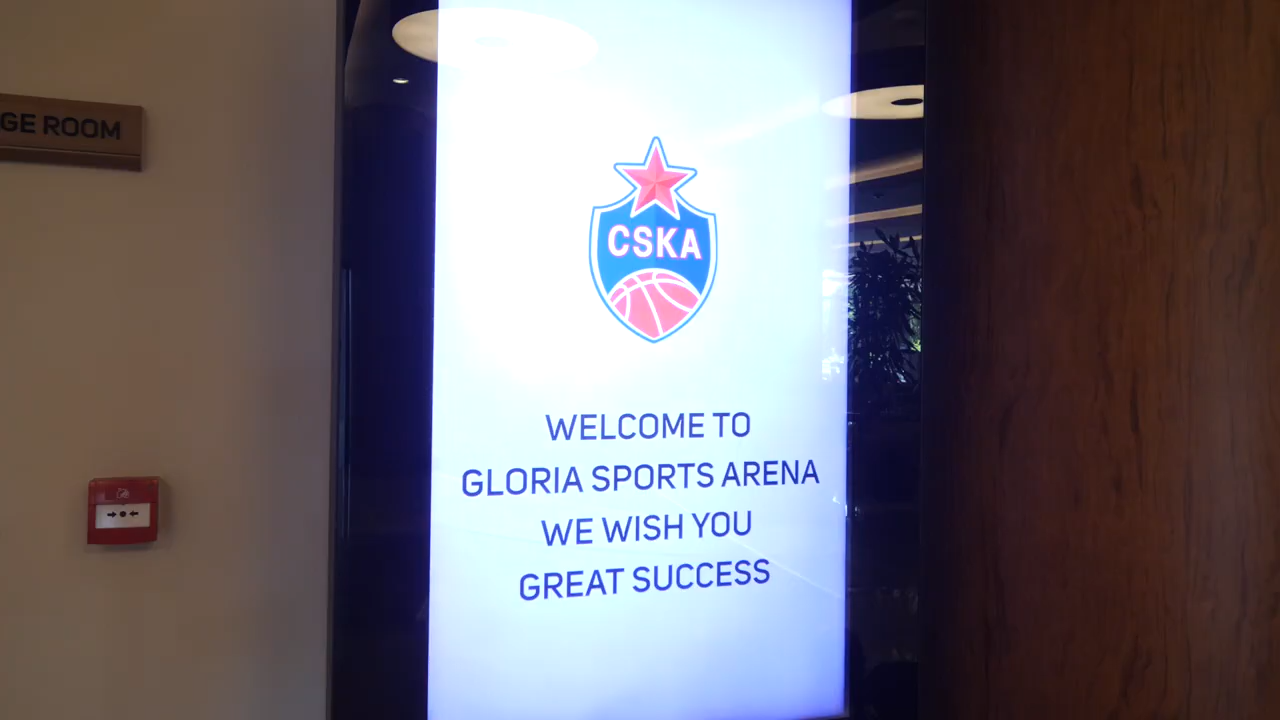 GE ROOM
CSKA
WELCOME TO
GLORIA SPORTS ARENA
WE WISH YOU
GREAT SUCCESS